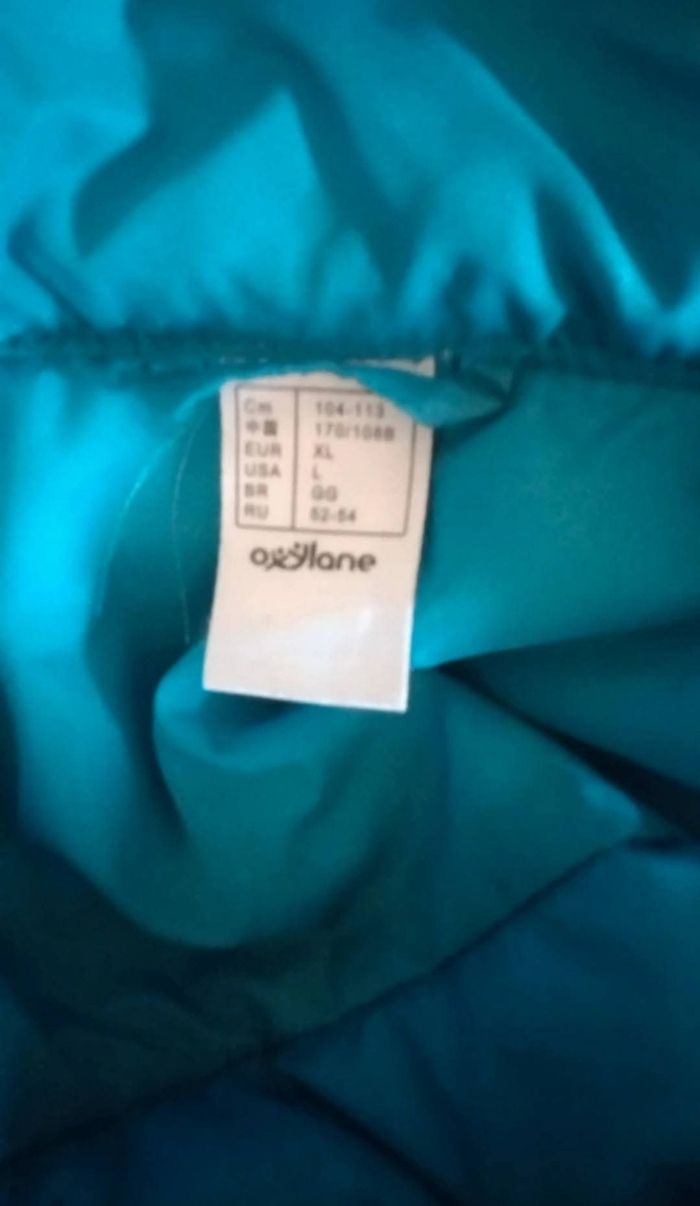 Cm 104-113
中国 170/108B
EUR XL
USA L
BR GG
RU 52-54
oxylane